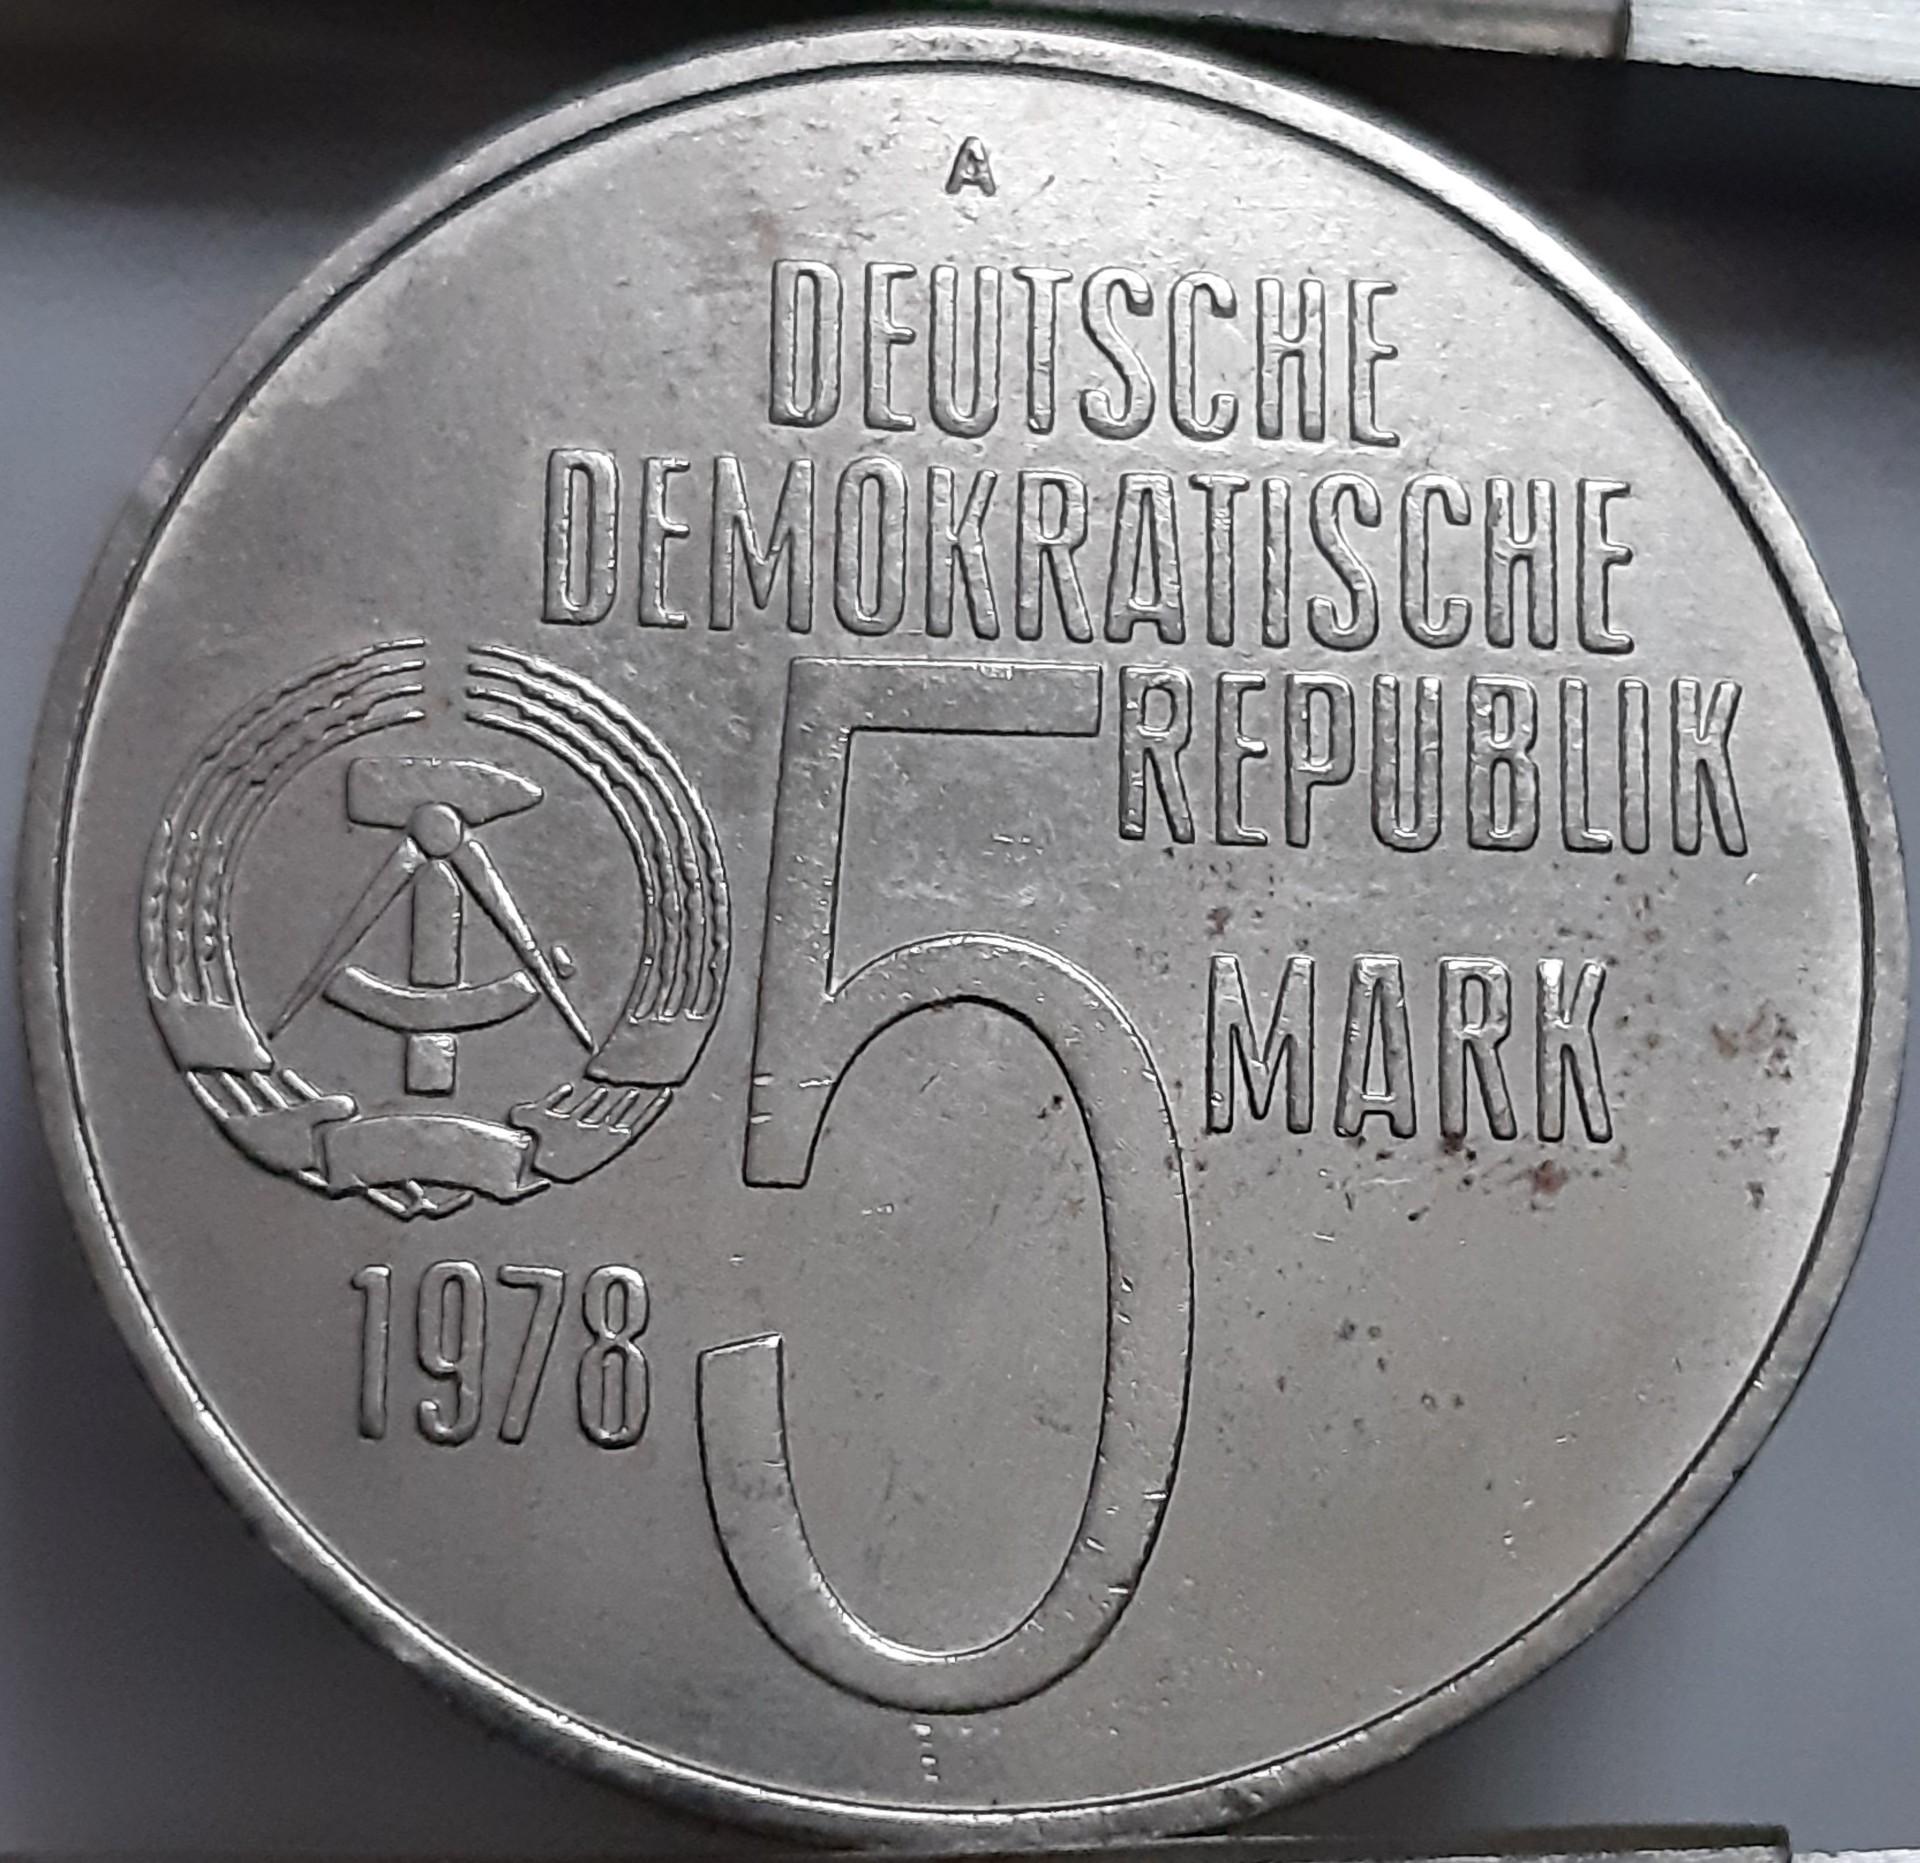 A
DEUTSCHE
DEMOKRATISCHE
REPUBLIK
5
MARK
1978